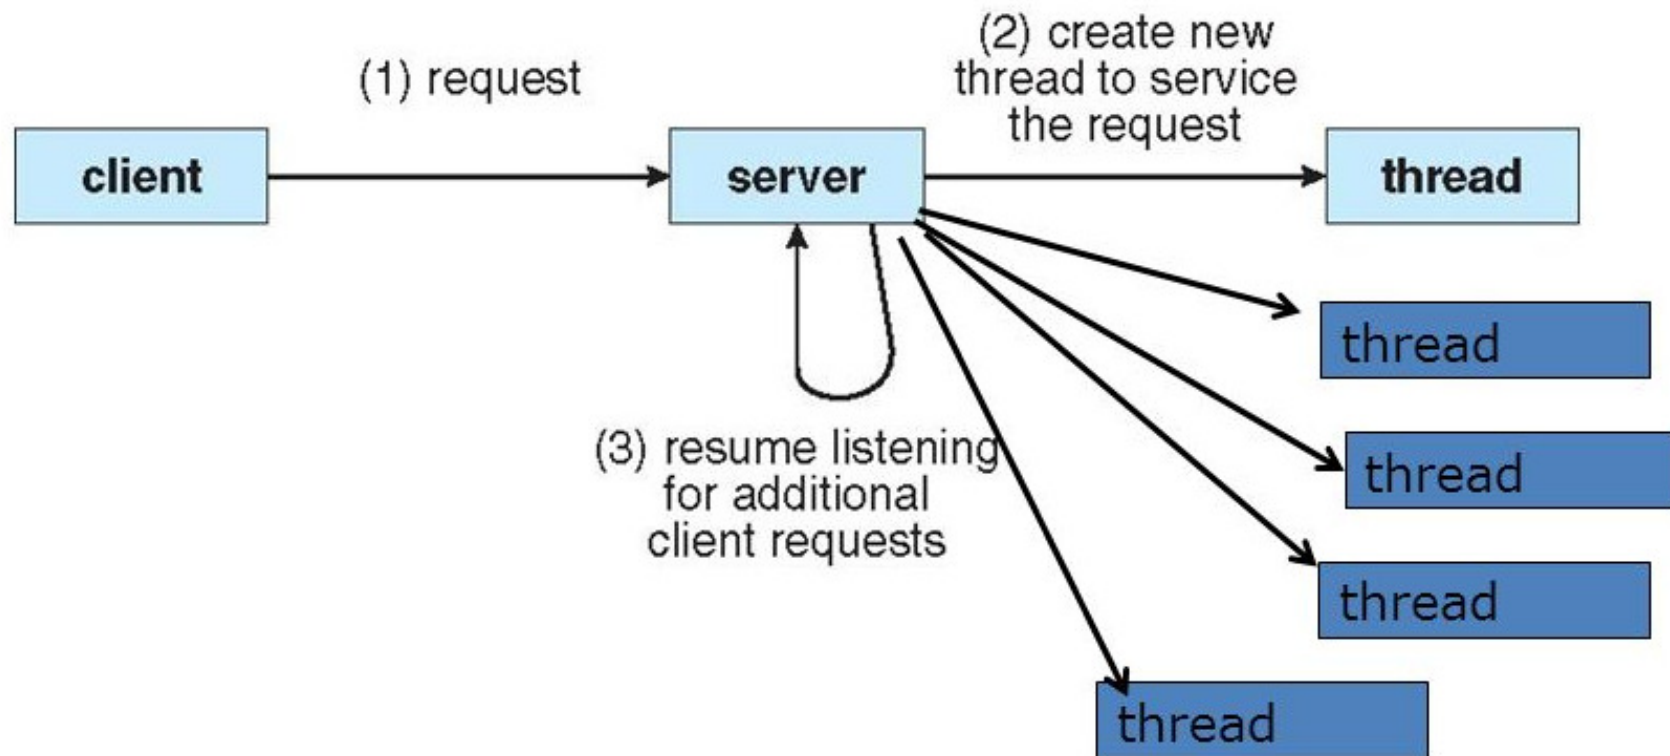 (1) request
(2) create new
thread to service
the request
client
server
thread
thread
(3) resume listening
for additional
client requests
thread
thread
thread